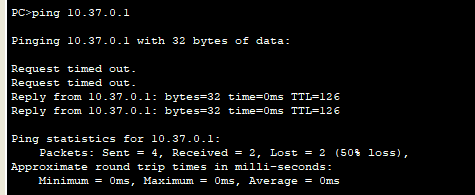 PC>ping 10.37.0.1
Pinging 10.37.0.1 with 32 bytes of data:
Request timed out.
Request timed out.
Reply from 10.37.0.1: bytes=32 time=0ms TTL=126
Reply from 10.37.0.1: bytes=32 time=0ms TTL=126
Ping statistics for 10.37.0.1:
Packets: Sent = 4, Received = 2, Lost = 2 (50% loss),
Approximate round trip times in milli-seconds:
Minimum = 0ms, Maximum = 0ms, Average = 0ms